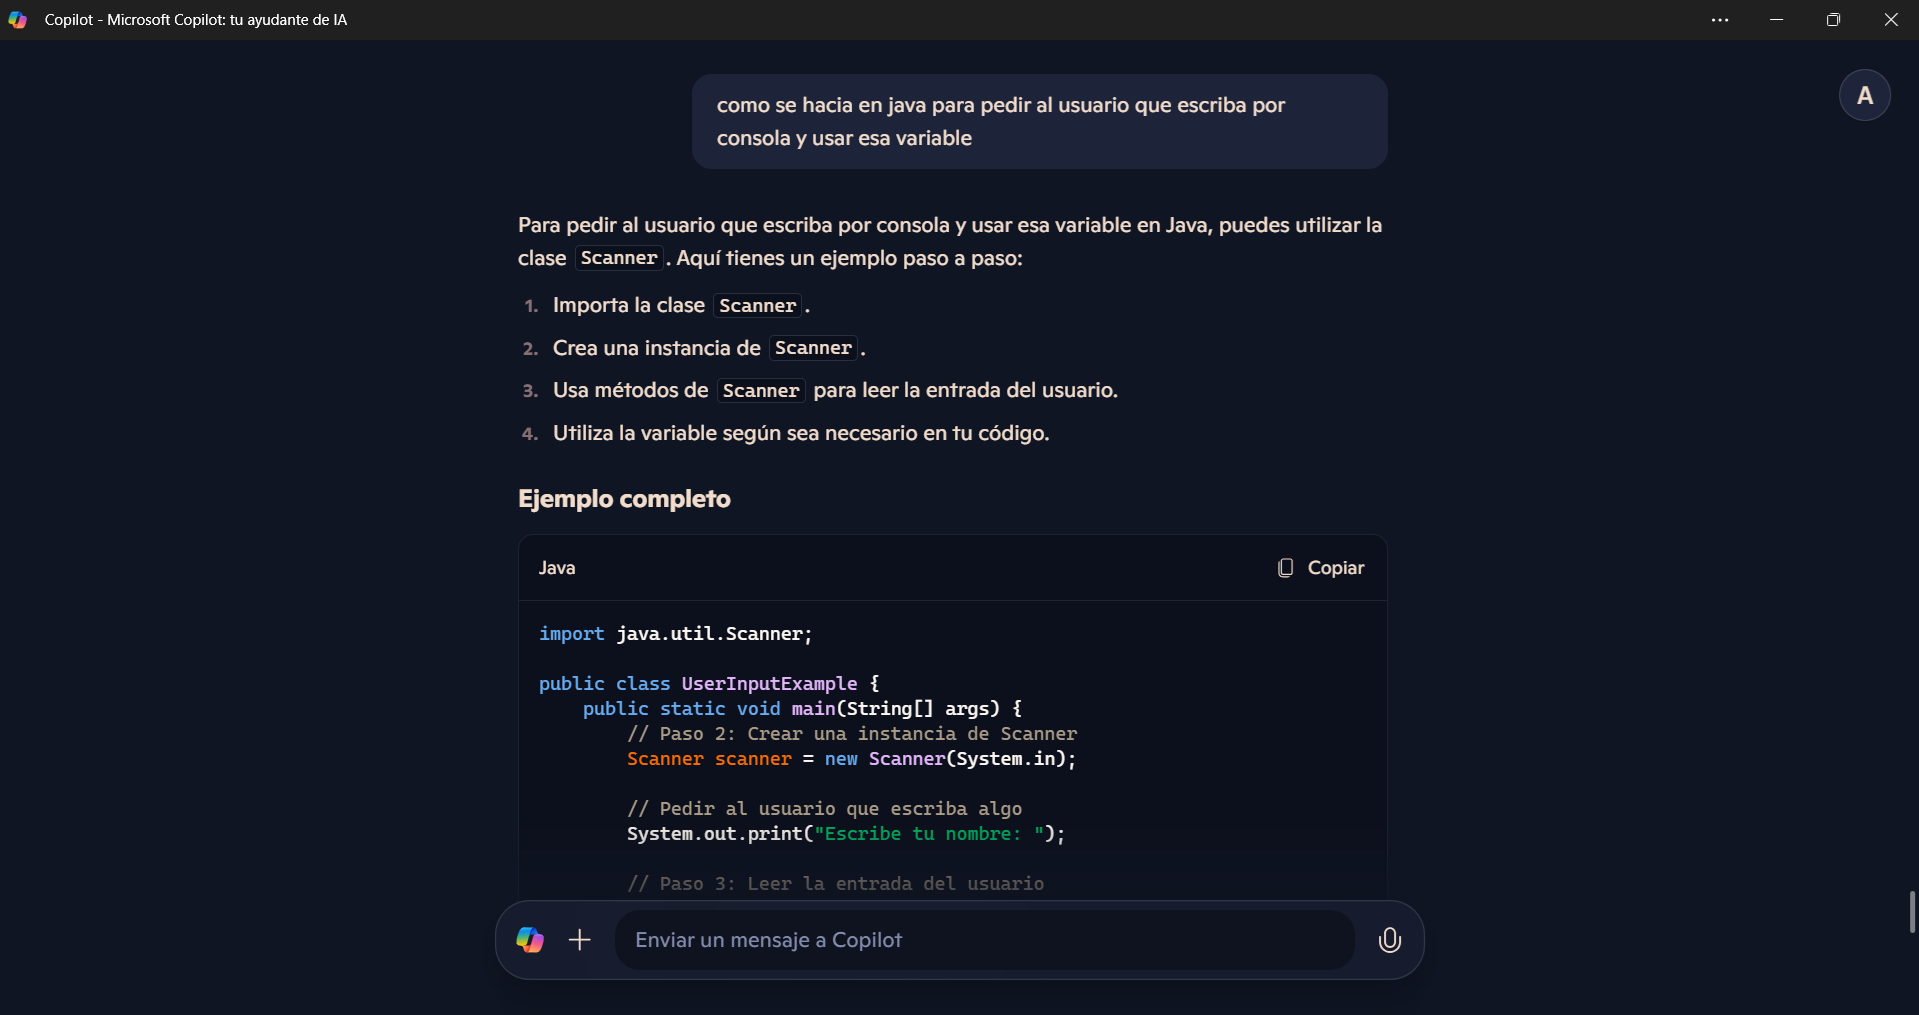 Copilot - Microsoft Copilot: tu ayudante de IA
A
como se hacia en java para pedir al usuario que escriba por
consola y usar esa variable
Para pedir al usuario que escriba por consola y usar esa variable en Java, puedes utilizar la
clase Scanner. Aquí tienes un ejemplo paso a paso:
1. Importa la clase Scanner.
2. Crea una instancia de Scanner.
3. Usa métodos de Scanner para leer la entrada del usuario.
4. Utiliza la variable según sea necesario en tu código.
Ejemplo completo
Java Copiar
import java.util.Scanner;
public class UserInputExample {
    public static void main(String[] args) {
        // Paso 2: Crear una instancia de Scanner
        Scanner scanner = new Scanner(System.in);
        // Pedir al usuario que escriba algo
        System.out.print("Escribe tu nombre: ");
        // Paso 3: Leer la entrada del usuario
Enviar un mensaje a Copilot